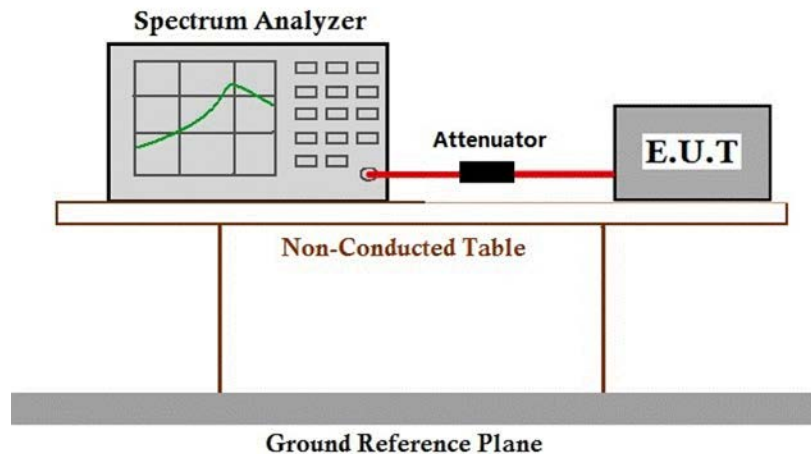 Spectrum Analyzer
Attenuator
E.U.T
Non-Conducted Table
Ground Reference Plane